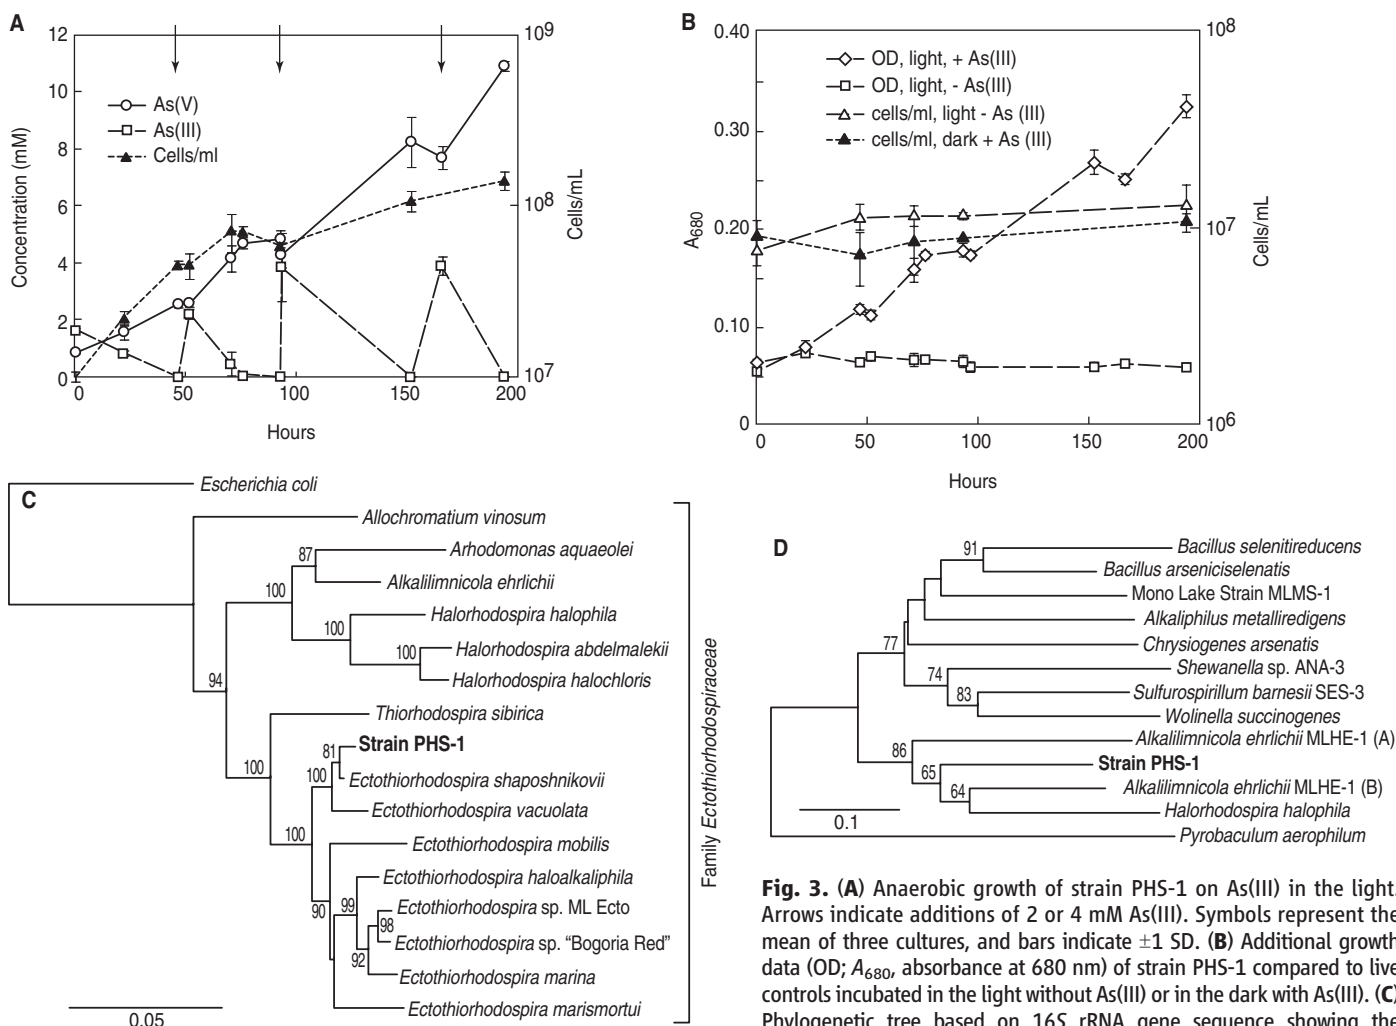 A
12
10
8
6
4
2
0
Concentration (mM)
As(V)
As(III)
Cells/ml
10⁹
10⁸
10⁷
Cells/mL
0
50
100
150
200
Hours
B
0.40
0.30
0.20
0.10
0
A₆₈₀
OD, light, + As(III)
OD, light, - As(III)
cells/ml, light - As (III)
cells/ml, dark + As (III)
10⁸
10⁷
10⁶
Cells/mL
0
50
100
150
200
Hours
C
Escherichia coli
Allochromatium vinosum
87
Arhodomonas aquaeolei
100
Alkalilimnicola ehrlichii
Halorhodospira halophila
100
100
Halorhodospira abdelmalekii
Halorhodospira halochloris
94
Thiorhodospira sibirica
81
Strain PHS-1
100
100
Ectothiorhodospira shaposhnikovii
Ectothiorhodospira vacuolata
100
Ectothiorhodospira mobilis
Ectothiorhodospira haloalkaliphila
90
99
Ectothiorhodospira sp. ML Ecto
98
Ectothiorhodospira sp. "Bogoria Red"
92
Ectothiorhodospira marina
Ectothiorhodospira marismortui
0.05
Family Ectothiorhodospiraceae
D
91
Bacillus selenitireducens
Bacillus arseniciselenatis
Mono Lake Strain MLMS-1
Alkaliphilus metalliredigens
77
Chrysiogenes arsenatis
74
Shewanella sp. ANA-3
83
Sulfurospirillum barnesii SES-3
Wolinella succinogenes
86
Alkalilimnicola ehrlichii MLHE-1 (A)
65
Strain PHS-1
64
Alkalilimnicola ehrlichii MLHE-1 (B)
Halorhodospira halophila
0.1
Pyrobaculum aerophilum
Fig. 3. (A) Anaerobic growth of strain PHS-1 on As(III) in the light.
Arrows indicate additions of 2 or 4 mM As(III). Symbols represent the
mean of three cultures, and bars indicate ±1 SD. (B) Additional growth
data (OD; A₆₈₀, absorbance at 680 nm) of strain PHS-1 compared to live
controls incubated in the light without As(III) or in the dark with As(III). (C)
Phylogenetic tree based on 16S rRNA gene sequence showing the